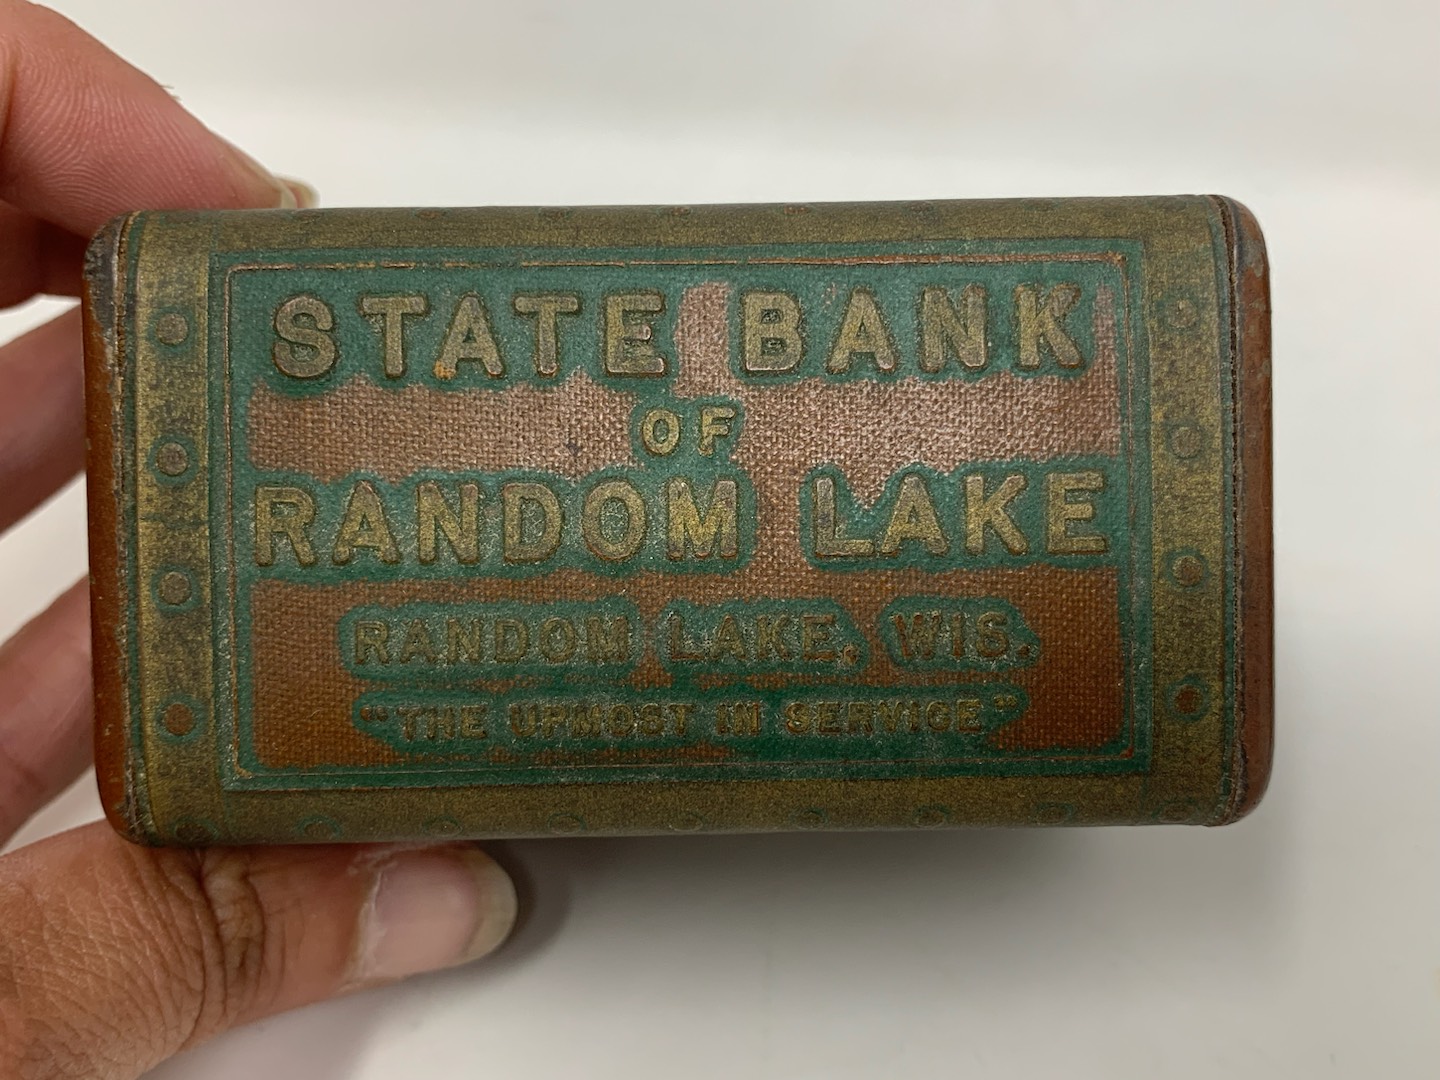 STATE BANK
OF
RANDOM LAKE
RANDOM LAKE, WIS.
"THE UPMOST IN SERVICE"